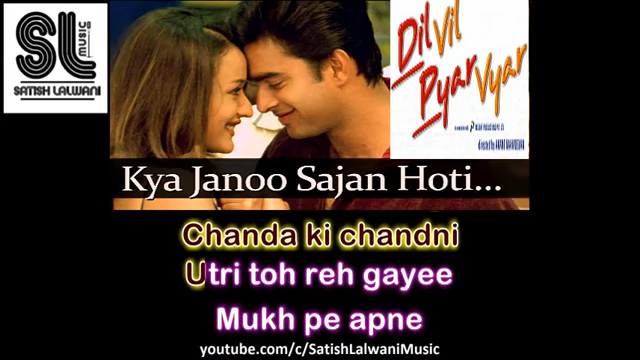 SL
MUSIC
SATISH LALWANI
Dil Vil
Pyar Vyar
Kya Janoo Sajan Hoti...
Chanda ki chandni
Utri toh reh gayee
Mukh pe apne
youtube.com/c/SatishLalwaniMusic